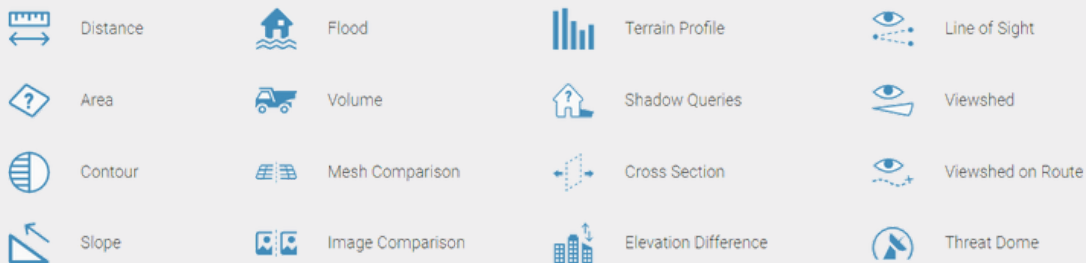 Distance
Flood
Terrain Profile
Line of Sight
Area
Volume
Shadow Queries
Viewshed
Contour
Mesh Comparison
Cross Section
Viewshed on Route
Slope
Image Comparison
Elevation Difference
Threat Dome